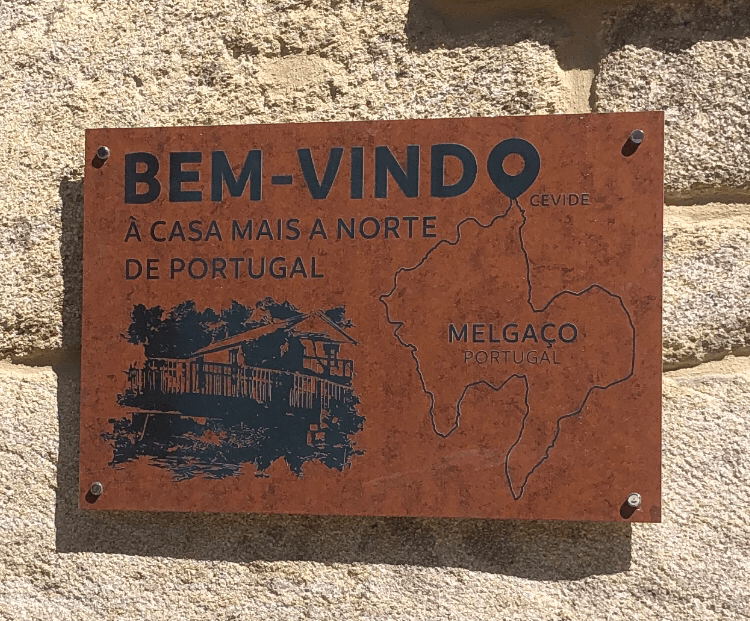 BEM-VINDO
CEVIDE
À CASA MAIS A NORTE
DE PORTUGAL
MELGAÇO
PORTUGAL